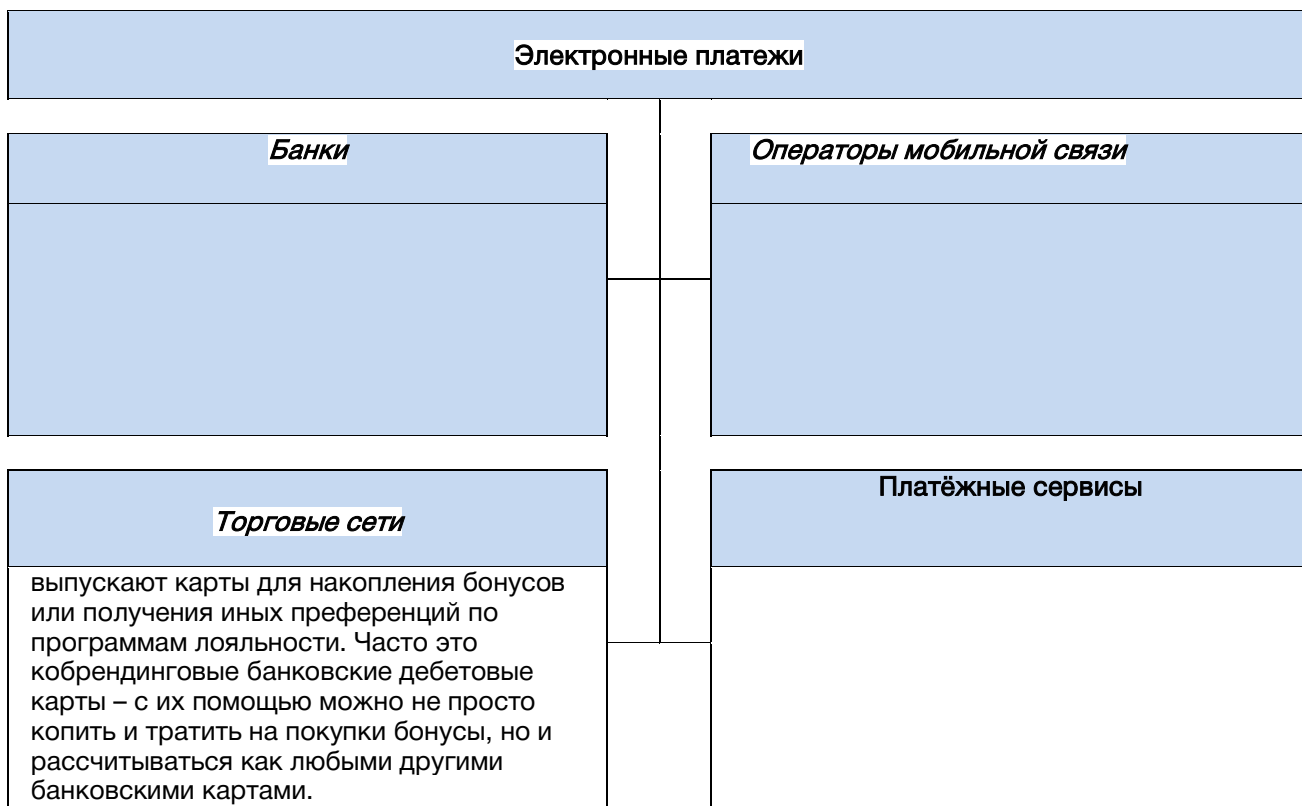 Электронные платежи
Банки
Операторы мобильной связи
Торговые сети
Платёжные сервисы
выпускают карты для накопления бонусов
или получения иных преференций по
программам лояльности. Часто это
кобрендинговые банковские дебетовые
карты – с их помощью можно не просто
копить и тратить на покупки бонусы, но и
рассчитываться как любыми другими
банковскими картами.